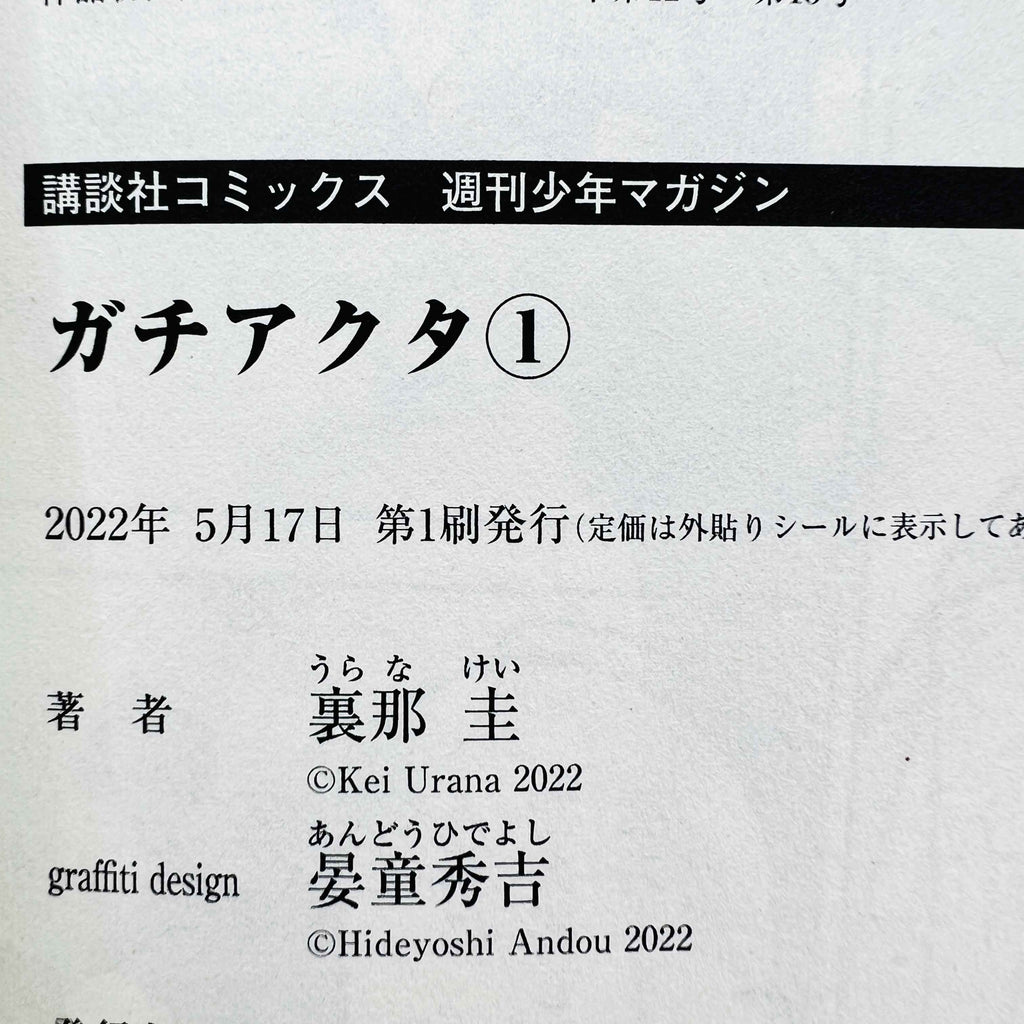 講談社コミックス 週刊少年マガジン
ガチアクタ①
2022年 5月17日 第1刷発行(定価は外貼りシールに表示してあ
うらな けい
著者 裏那 圭
©Kei Urana 2022
あんどうひでよし
graffiti design 晏童秀吉
©Hideyoshi Andou 2022